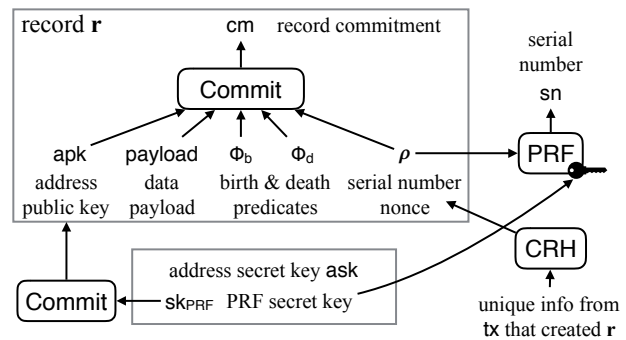 record r
cm record commitment
Commit
serial
number
sn
apk payload Φb Φd ρ
PRF
address data birth & death serial number
public key payload predicates nonce
CRH
address secret key ask
Commit
skPRF PRF secret key
unique info from
tx that created r